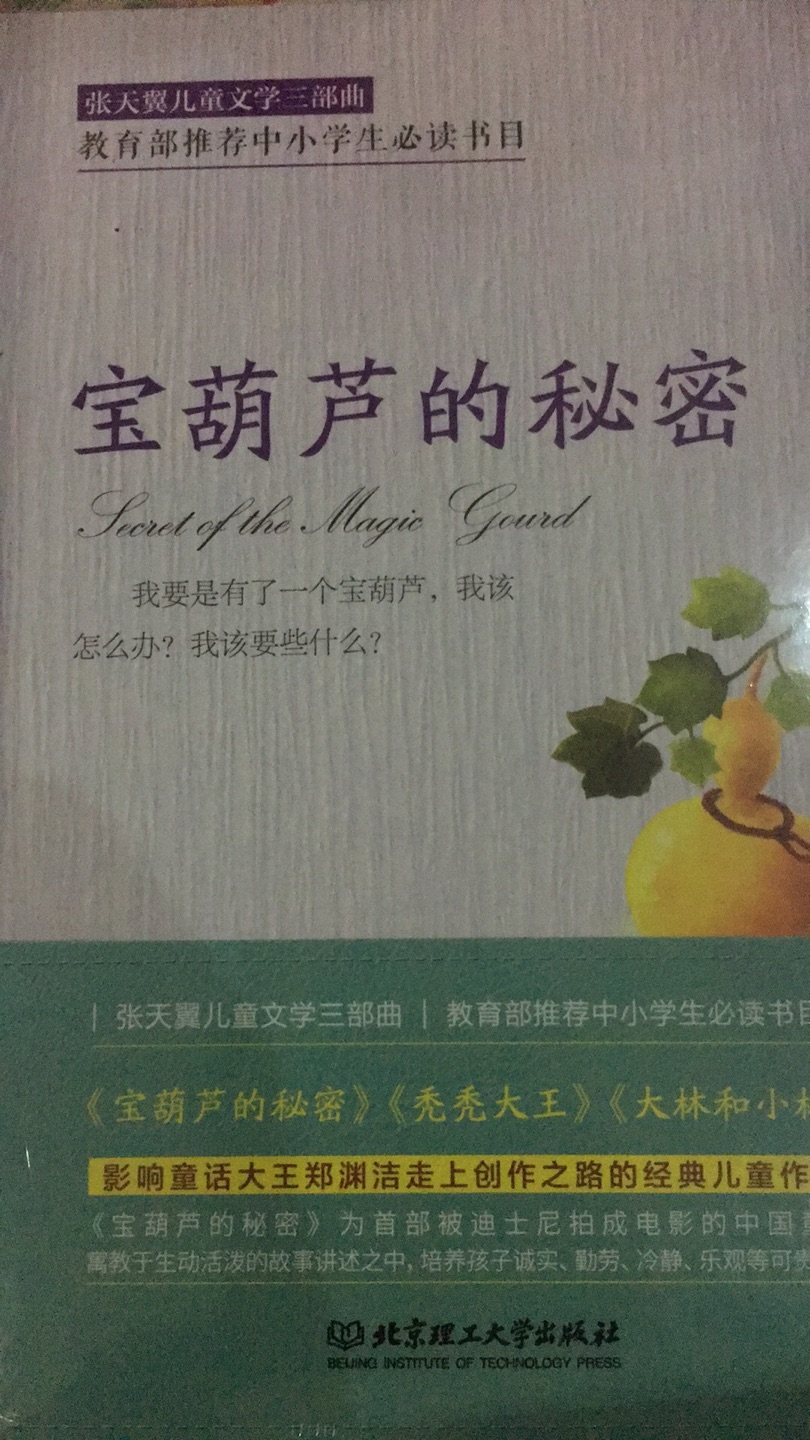 张天翼儿童文学三部曲
教育部推荐中小学生必读书目
宝葫芦的秘密
Secret of the Magic Gourd
我要是有了一个宝葫芦，我该
怎么办？我该要些什么？
| 张天翼儿童文学三部曲 | 教育部推荐中小学生必读书目
《宝葫芦的秘密》《秃秃大王》《大林和小林
影响童话大王郑渊洁走上创作之路的经典儿童作
《宝葫芦的秘密》为首部被迪士尼拍成电影的中国
寓教于生动活泼的故事讲述之中，培养孩子诚实、勤劳、冷静、乐观等可贵
北京理工大学出版社
BEIJING INSTITUTE OF TECHNOLOGY PRESS